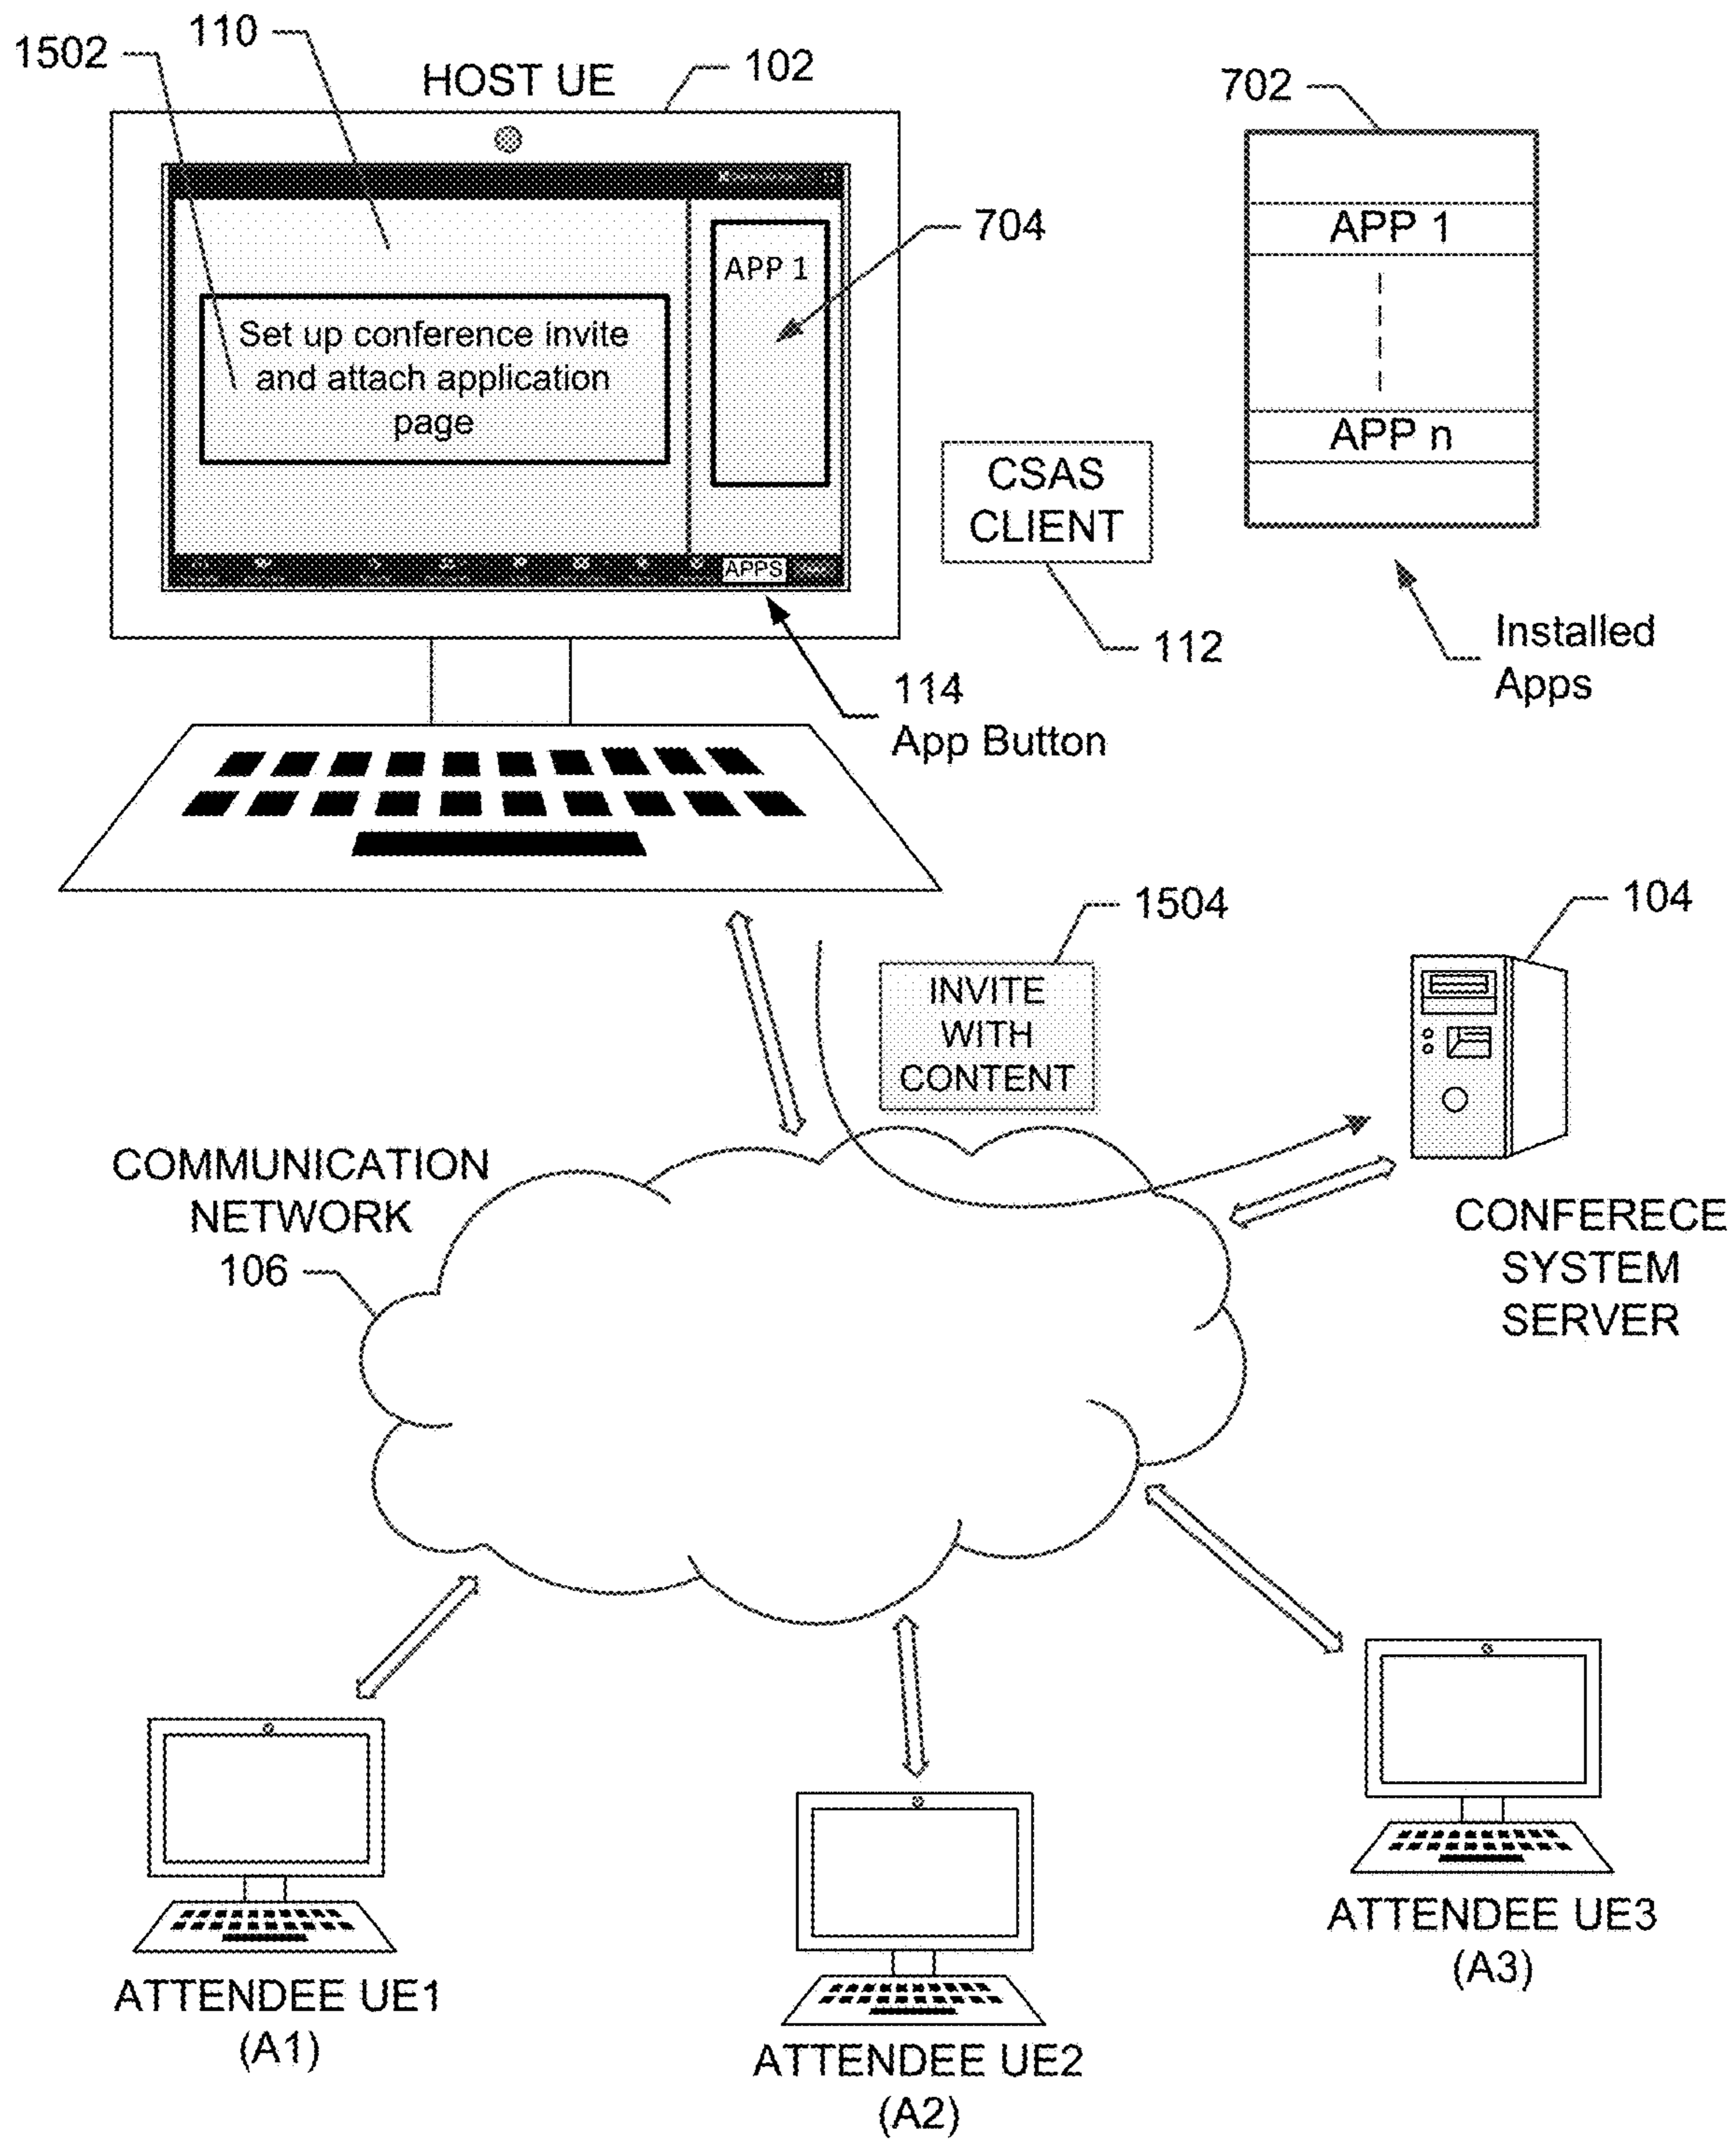 110
1502
HOST UE
102
702
APP 1
704
APP 1
Set up conference invite
and attach application
page
APP n
CSAS
CLIENT
APPS
112
Installed
Apps
114
App Button
1504
104
INVITE
WITH
CONTENT
COMMUNICATION
NETWORK
106
CONFERECE
SYSTEM
SERVER
ATTENDEE UE3
(A3)
ATTENDEE UE1
(A1)
ATTENDEE UE2
(A2)